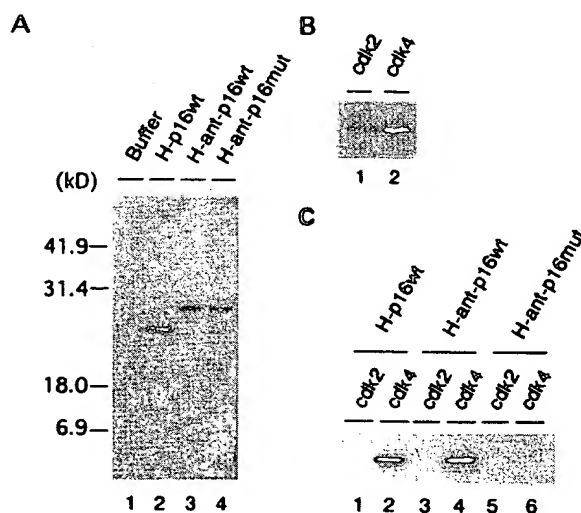 A
Buffer
H-p16wt
H-ant-p16wt
H-ant-p16mut
(kD)
41.9
31.4
18.0
6.9
1 2 3 4
B
cdk2
cdk4
1 2
C
H-p16wt
H-ant-p16wt
H-ant-p16mut
cdk2 cdk4 cdk2 cdk4 cdk2 cdk4
1 2 3 4 5 6